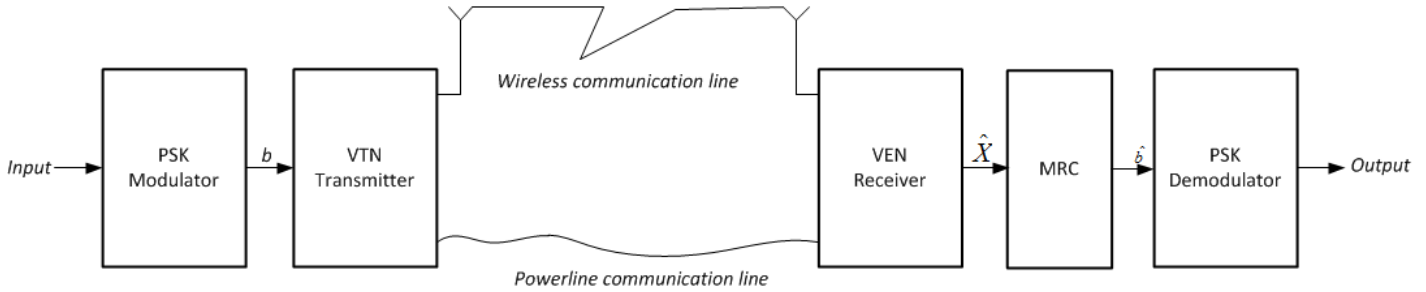 Wireless communication line
Input
PSK
Modulator
b
VTN
Transmitter
VEN
Receiver
X̂
MRC
b̂
PSK
Demodulator
Output
Powerline communication line